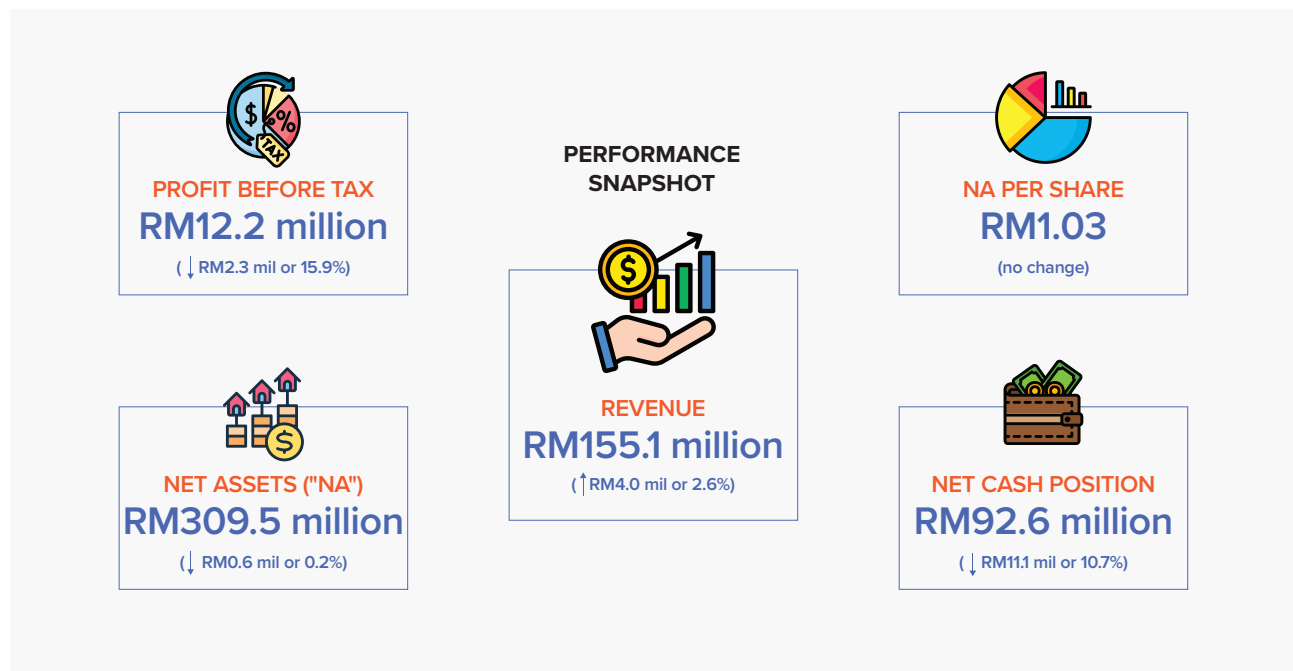 PERFORMANCE
SNAPSHOT
$
%
TAX
PROFIT BEFORE TAX
RM12.2 million
(↓ RM2.3 mil or 15.9%)
NA PER SHARE
RM1.03
(no change)
$
REVENUE
RM155.1 million
(↑ RM4.0 mil or 2.6%)
$
NET ASSETS ("NA")
RM309.5 million
(↓ RM0.6 mil or 0.2%)
NET CASH POSITION
RM92.6 million
(↓ RM11.1 mil or 10.7%)